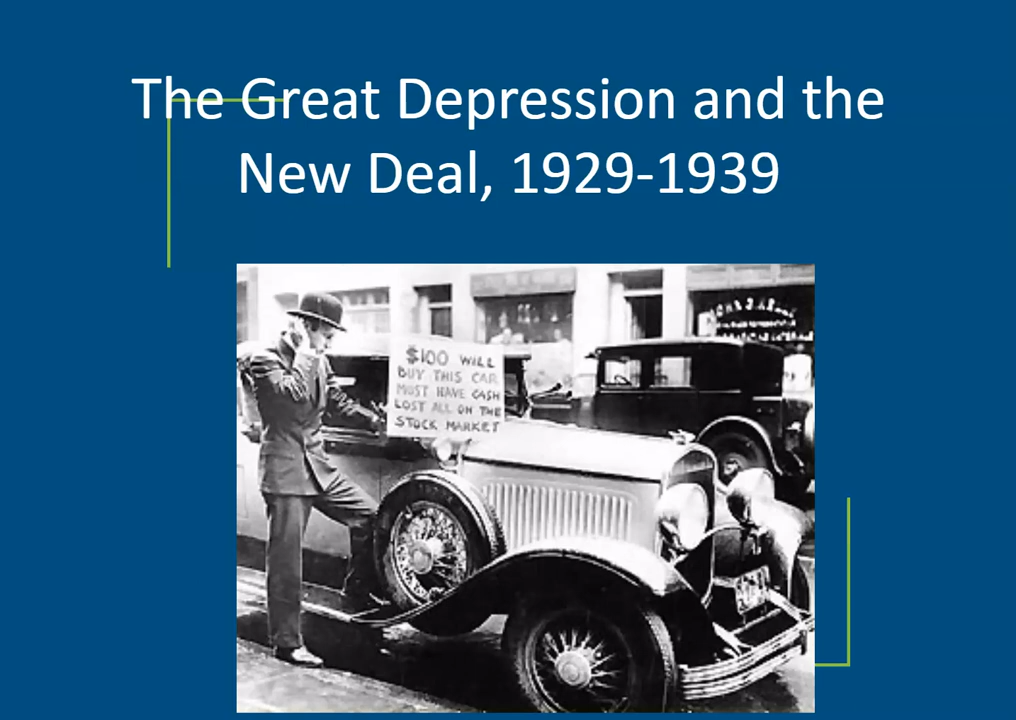 The Great Depression and the
New Deal, 1929-1939
$100 WILL
BUY THIS CAR
MUST HAVE CASH
LOST ALL ON THE
STOCK MARKET